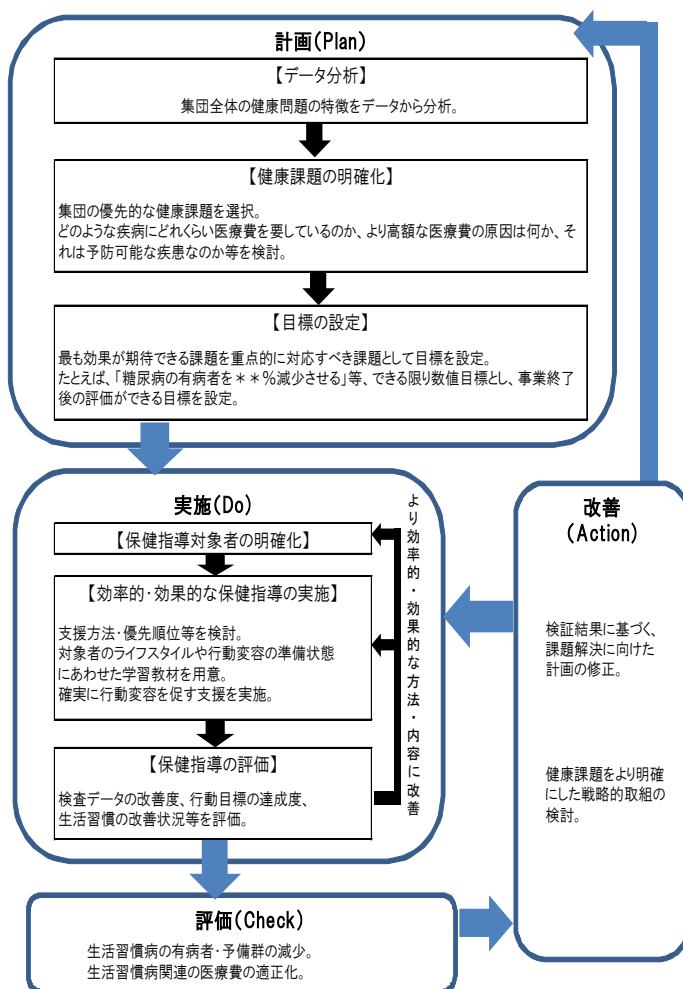 計画(Plan)
【データ分析】
集団全体の健康問題の特徴をデータから分析。
【健康課題の明確化】
集団の優先的な健康課題を選択。
どのような疾病にどれくらい医療費を要しているのか、より高額な医療費の原因は何か、そ
れは予防可能な疾患なのか等を検討。
【目標の設定】
最も効果が期待できる課題を重点的に対応すべき課題として目標を設定。
たとえば、「糖尿病の有病者を＊＊%減少させる」等、できる限り数値目標とし、事業終了
後の評価ができる目標を設定。
実施(Do)
【保健指導対象者の明確化】
【効率的・効果的な保健指導の実施】
支援方法・優先順位等を検討。
対象者のライフスタイルや行動変容の準備状態
にあわせた学習教材を用意。
確実に行動変容を促す支援を実施。
【保健指導の評価】
検査データの改善度、行動目標の達成度、
生活習慣の改善状況等を評価。
より効率的・効果的な方法・内容に改善
改善
(Action)
検証結果に基づく、
課題解決に向けた
計画の修正。
健康課題をより明確
にした戦略的取組の
検討。
評価(Check)
生活習慣病の有病者・予備群の減少。
生活習慣病関連の医療費の適正化。